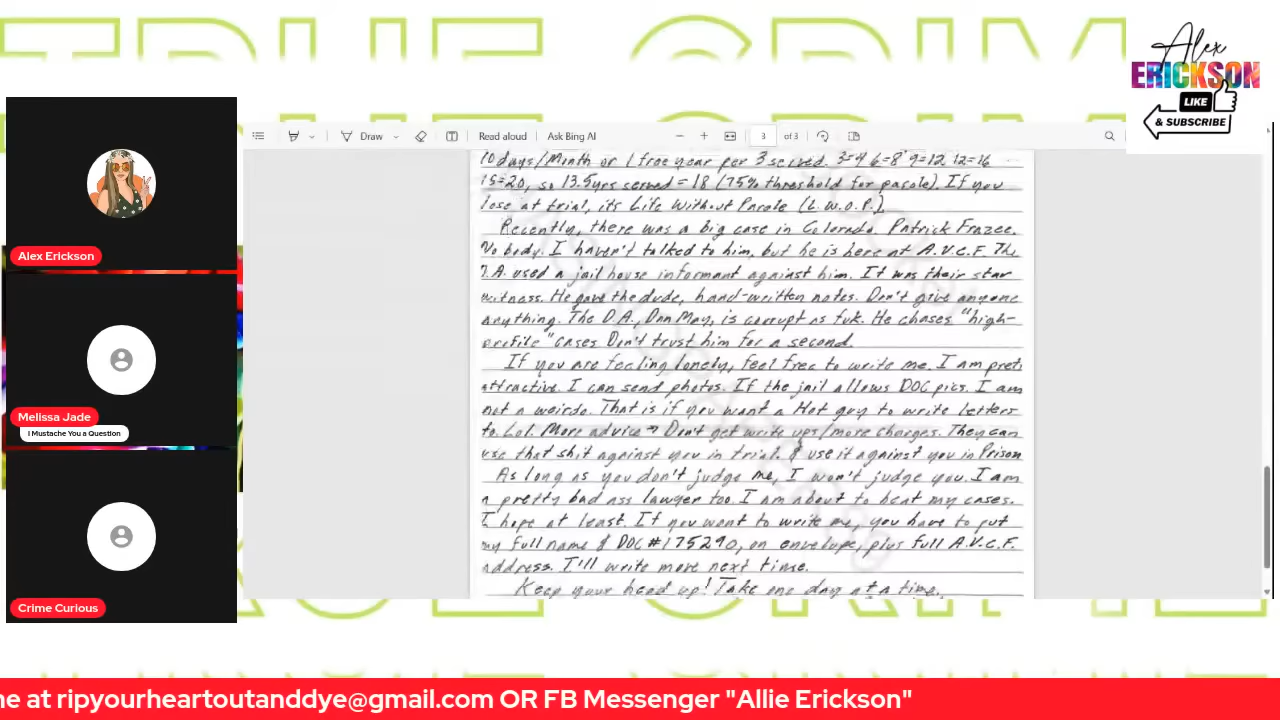 TRUE CRIME
Alex
ERICKSON
LIKE
& SUBSCRIBE
Alex Erickson
Melissa Jade
I Mustache You a Question
Crime Curious
Draw
Read aloud
Ask Bing AI
3
of 3
10 days/Month or 1 free year per 3 served. 3=4 6=8 9=12 12=16
15=20, so 13.5yrs served = 18 (75% threshold for parole). If you
lose at trial, its Life Without Parole (L.W.O.P.)
Recently, there was a big case in Colorado. Patrick Frazee.
No body. I haven't talked to him, but he is here at A.V.C.F. The
D.A. used a jail house informant against him. It was their star
witness. He gave the dude, hand-written notes. Don't give anyone
anything. The D.A., Dan May, is corrupt as fuk. He chases "high-
profile" cases Don't trust him for a second.
If you are feeling lonely, feel free to write me. I am pret
attractive. I can send photos. If the jail allows DOC pics. I am
not a weirdo. That is if you want a Hot guy to write letters
to. Lol. More advice → Don't get write ups/more charges. They can
use that shit against you in trial. & use it against you in Prison
As long as you don't judge me, I won't judge you. I am
a pretty bad ass lawyer too. I am about to beat my cases.
I hope at least. If you want to write me, you have to put
my full name & DOC #175290, on envelope, plus full A.V.C.F.
address. I'll write more next time.
Keep your head up! Take one day at a time.
ne at ripyourheartoutanddye@gmail.com OR FB Messenger "Allie Erickson"